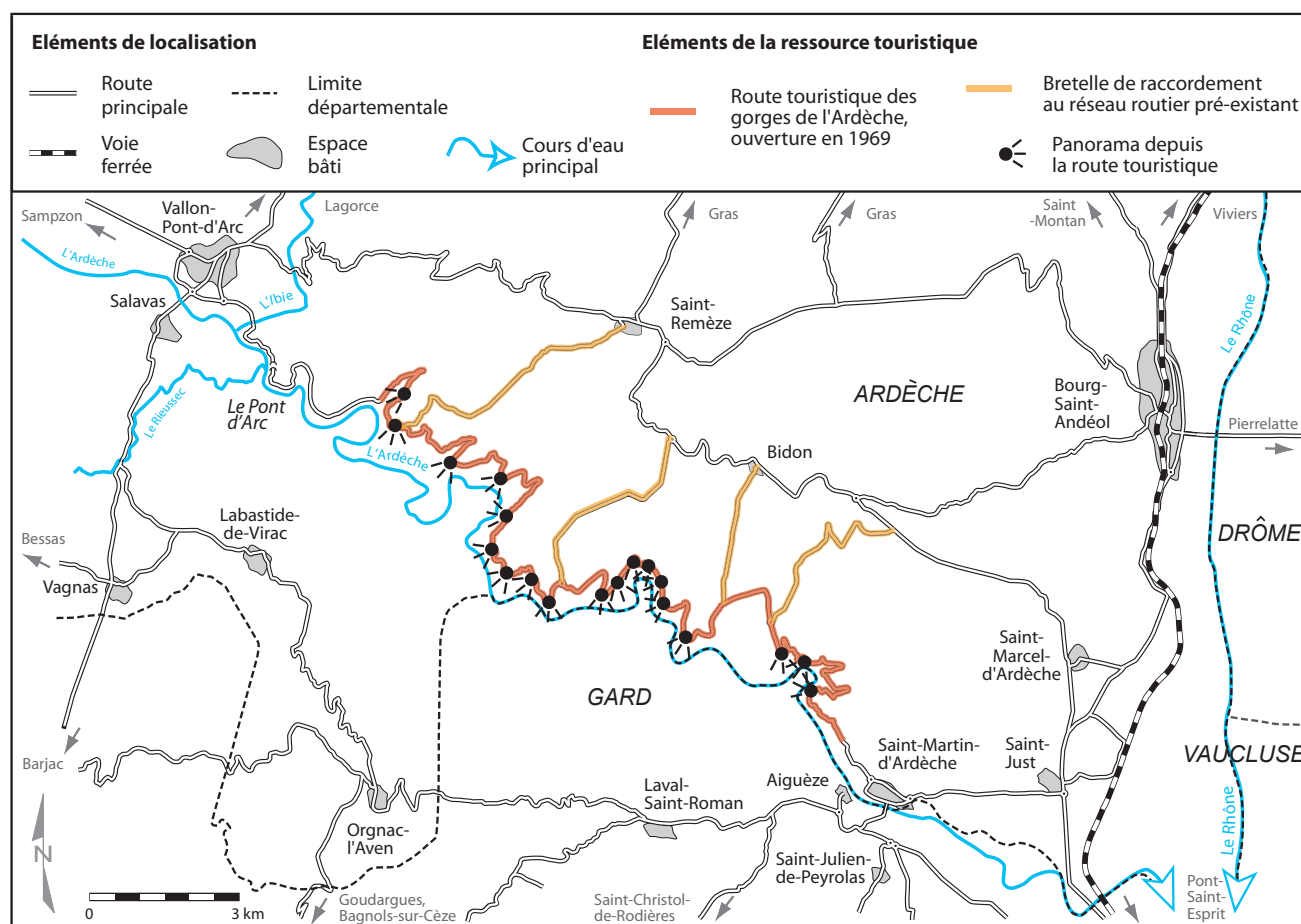 Eléments de localisation
Route
principale
Limite
départementale
Voie
ferrée
Espace
bâti
Cours d'eau
principal
Eléments de la ressource touristique
Route touristique des
gorges de l'Ardèche,
ouverture en 1969
Bretelle de raccordement
au réseau routier pré-existant
Panorama depuis
la route touristique
Sampzon
Vallon-
Pont-d'Arc
Lagorce
Gras
Gras
Saint
-Montan
Viviers
L'Ardèche
L'Ibie
Salavas
Saint-
Remèze
Le Rhône
Le Rieussec
Le Pont
d'Arc
ARDÈCHE
Bourg-
Saint-
Andéol
Pierrelatte
L'Ardèche
Bidon
Labastide-
de-Virac
DRÔME
Bessas
Vagnas
Saint-
Marcel-
d'Ardèche
GARD
Barjac
Saint-Martin-
d'Ardèche
Saint-
Just
VAUCLUSE
Aiguèze
Laval-
Saint-Roman
Orgnac-
l'Aven
Le Rhône
Saint-Julien-
de-Peyrolas
Pont-
Saint-
Esprit
N
0 3 km
Goudargues,
Bagnols-sur-Cèze
Saint-Christol-
de-Rodières